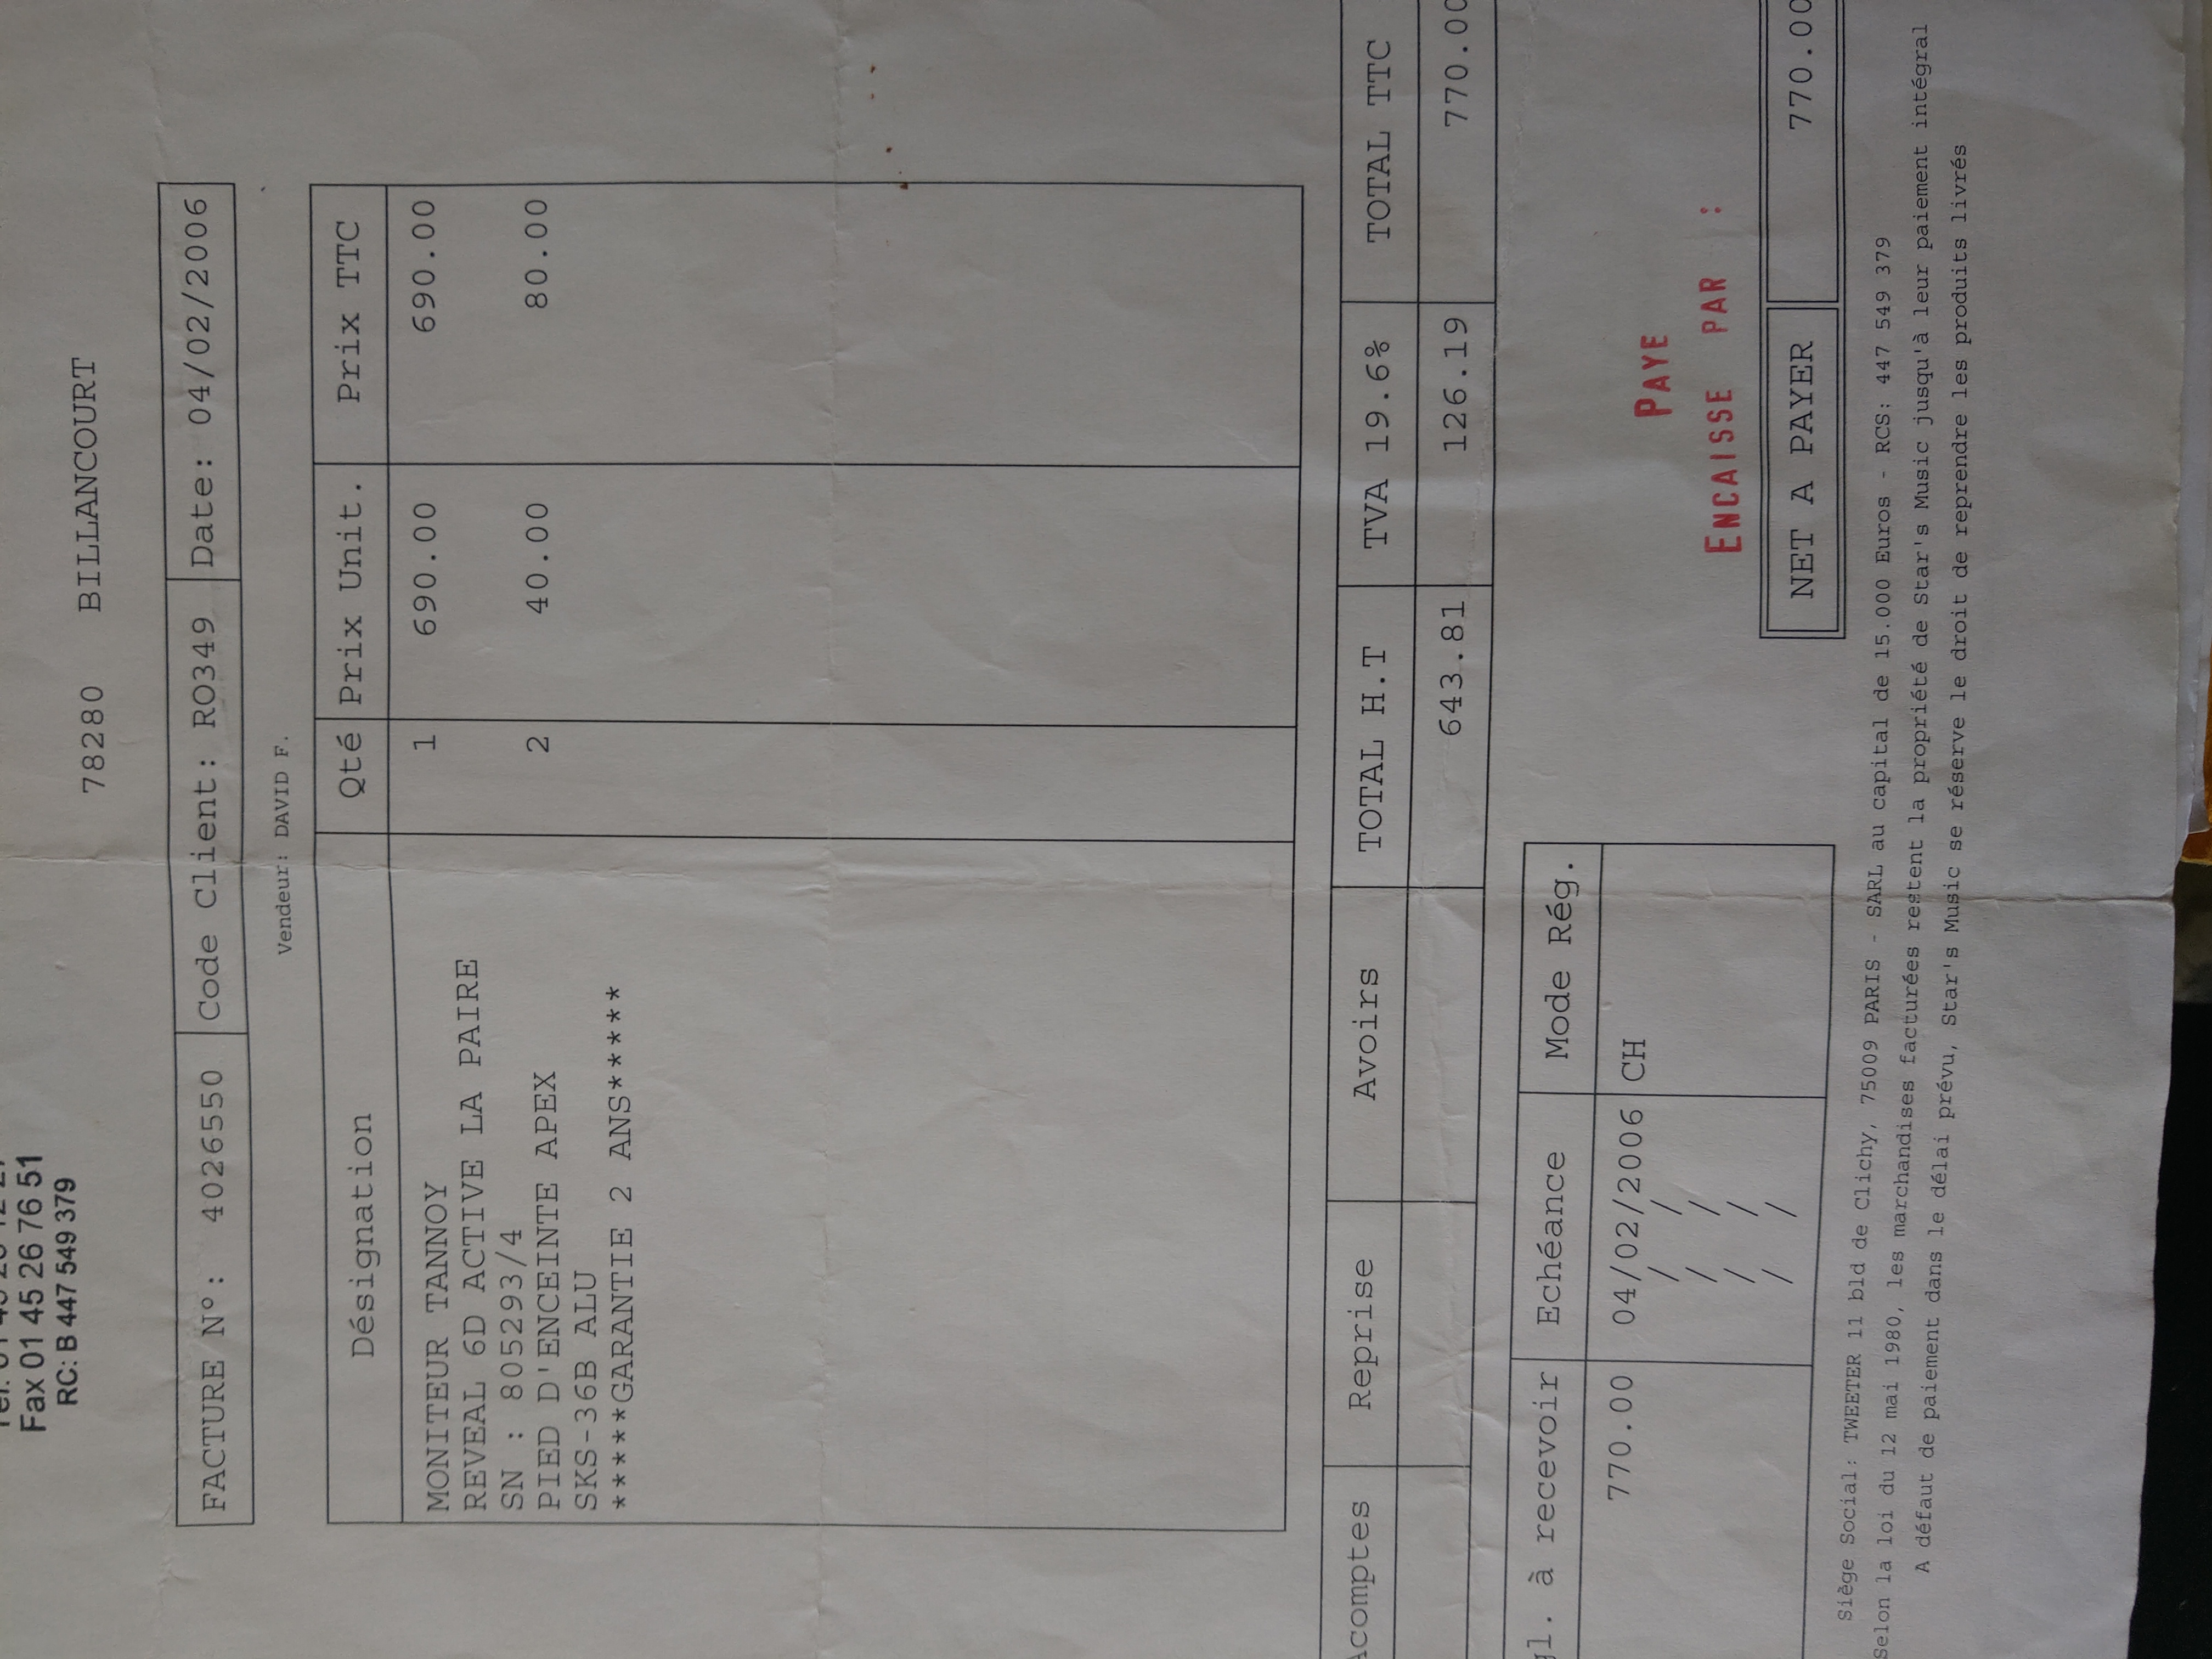 Fax 01 45 26 76 51
RC: B 447 549 379
78280 BILLANCOURT
FACTURE N°: 4026550 Code Client: RO349 Date: 04/02/2006
Vendeur: DAVID F.
Désignation Qté Prix Unit. Prix TTC
MONITEUR TANNOY 1 690.00 690.00
REVEAL 6D ACTIVE LA PAIRE
SN : 805293/4
PIED D'ENCEINTE APEX 2 40.00 80.00
SKS-36B ALU
*****GARANTIE 2 ANS*****
Acomptes Reprise Avoirs TOTAL H.T TVA 19.6% TOTAL TTC
643.81 126.19 770.00
gl. à recevoir Echéance Mode Rég.
770.00 04/02/2006 CH
/ /
/ /
/ /
/ /
PAYE
ENCAISSE PAR :
NET A PAYER 770.00
Siège Social: TWEETER 11 bld de Clichy, 75009 PARIS - SARL au capital de 15.000 Euros - RCS: 447 549 379
Selon la loi du 12 mai 1980, les marchandises facturées restent la propriété de Star's Music jusqu'à leur paiement intégral
A défaut de paiement dans le délai prévu, Star's Music se réserve le droit de reprendre les produits livrés